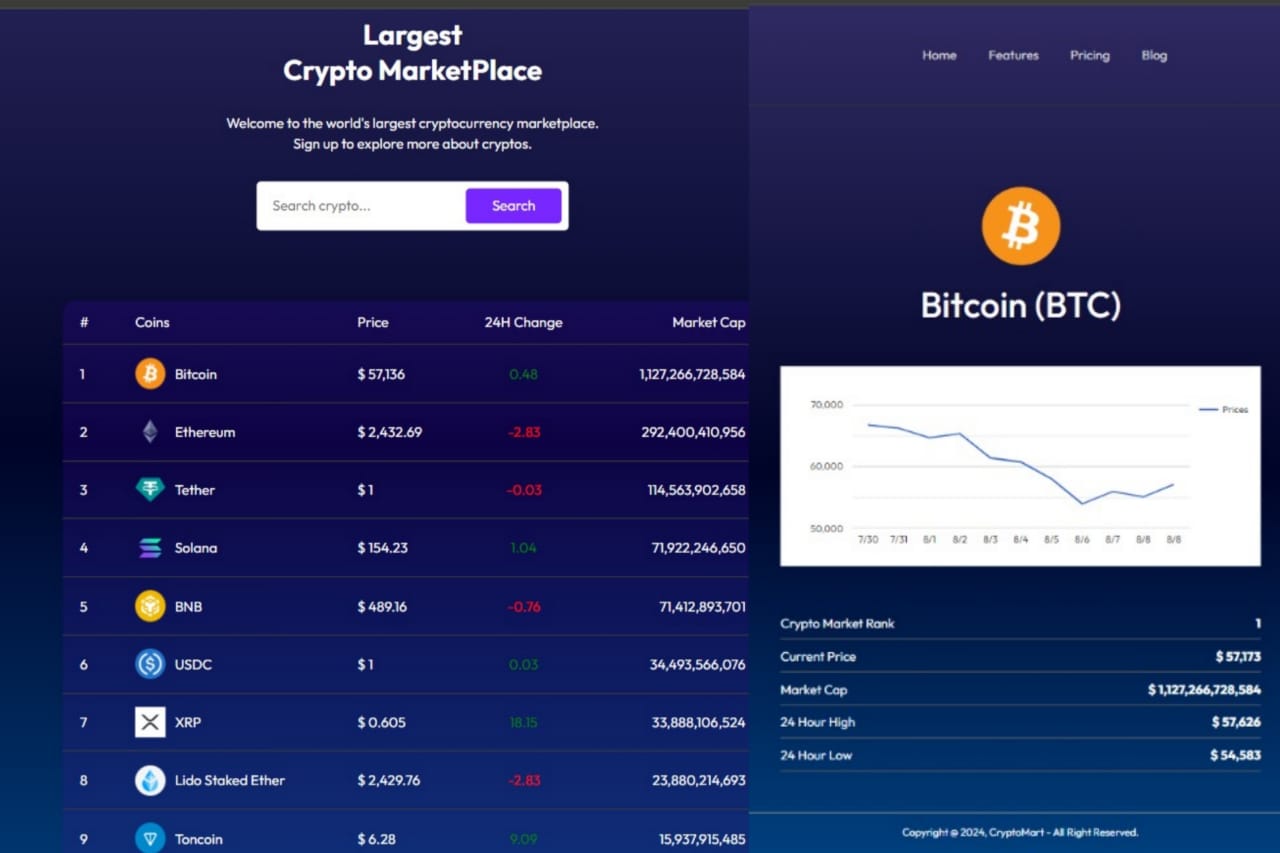 Largest
Crypto MarketPlace
Welcome to the world's largest cryptocurrency marketplace.
Sign up to explore more about cryptos.
Search crypto... Search
# Coins Price 24H Change Market Cap
1 Bitcoin $ 57,136 0.48 1,127,266,728,584
2 Ethereum $ 2,432.69 -2.83 292,400,410,956
3 Tether $ 1 -0.03 114,563,902,658
4 Solana $ 154.23 1.04 71,922,246,650
5 BNB $ 489.16 -0.76 71,412,893,701
6 USDC $ 1 0.03 34,493,566,076
7 XRP $ 0.605 18.15 33,888,106,524
8 Lido Staked Ether $ 2,429.76 -2.83 23,880,214,693
9 Toncoin $ 6.28 9.09 15,937,915,485
Home Features Pricing Blog
Bitcoin (BTC)
70,000
Prices
60,000
50,000
7/30 7/31 8/1 8/2 8/3 8/4 8/5 8/6 8/7 8/8 8/8
Crypto Market Rank 1
Current Price $ 57,173
Market Cap $ 1,127,266,728,584
24 Hour High $ 57,626
24 Hour Low $ 54,583
Copyright @ 2024, CryptoMart - All Right Reserved.